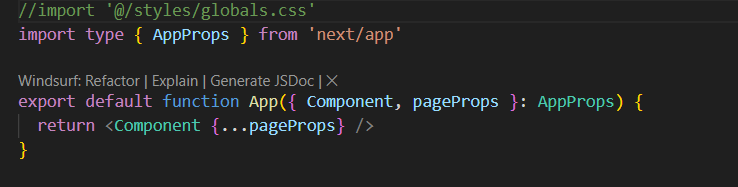 //import '@/styles/globals.css'
import type { AppProps } from 'next/app'
Windsurf: Refactor | Explain | Generate JSDoc | ✕
export default function App({ Component, pageProps }: AppProps) {
  return <Component {...pageProps} />
}